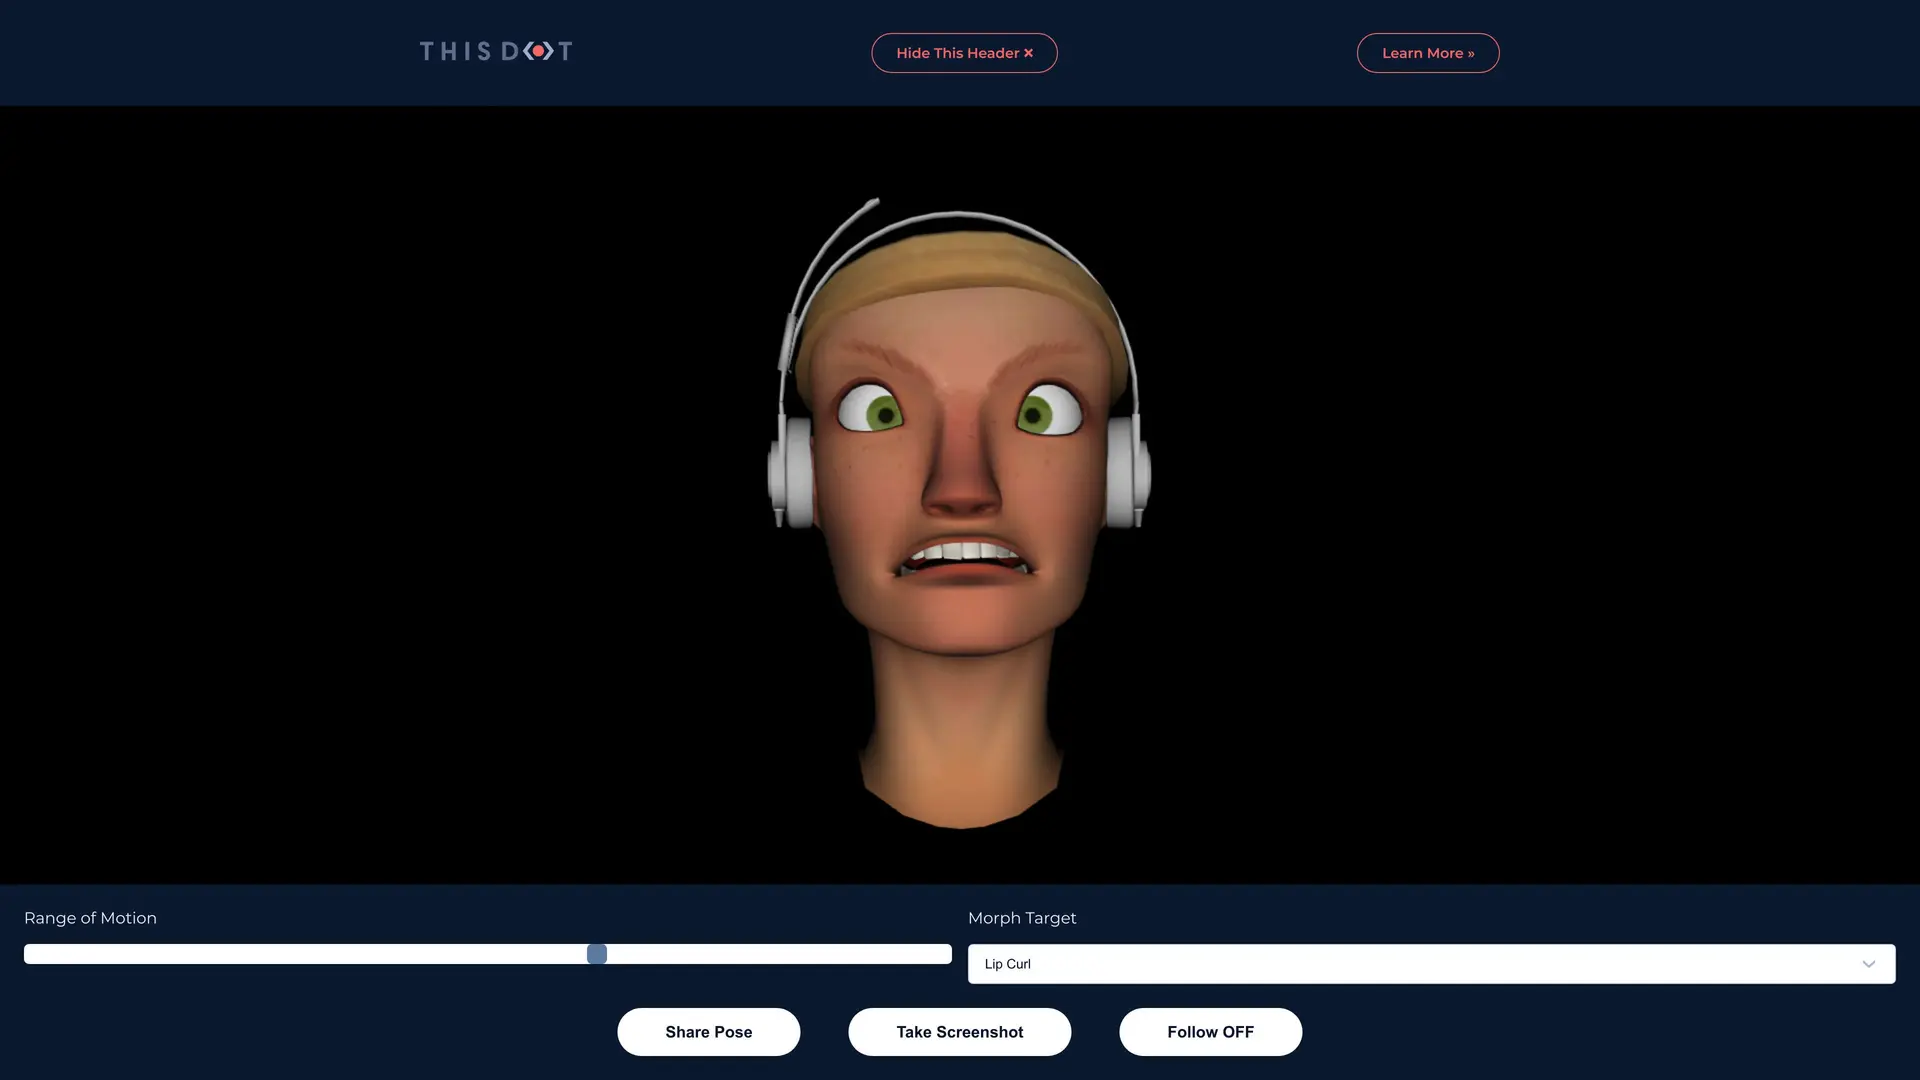 THIS DOT
Hide This Header ×
Learn More »
Range of Motion
Morph Target
Lip Curl
Share Pose
Take Screenshot
Follow OFF